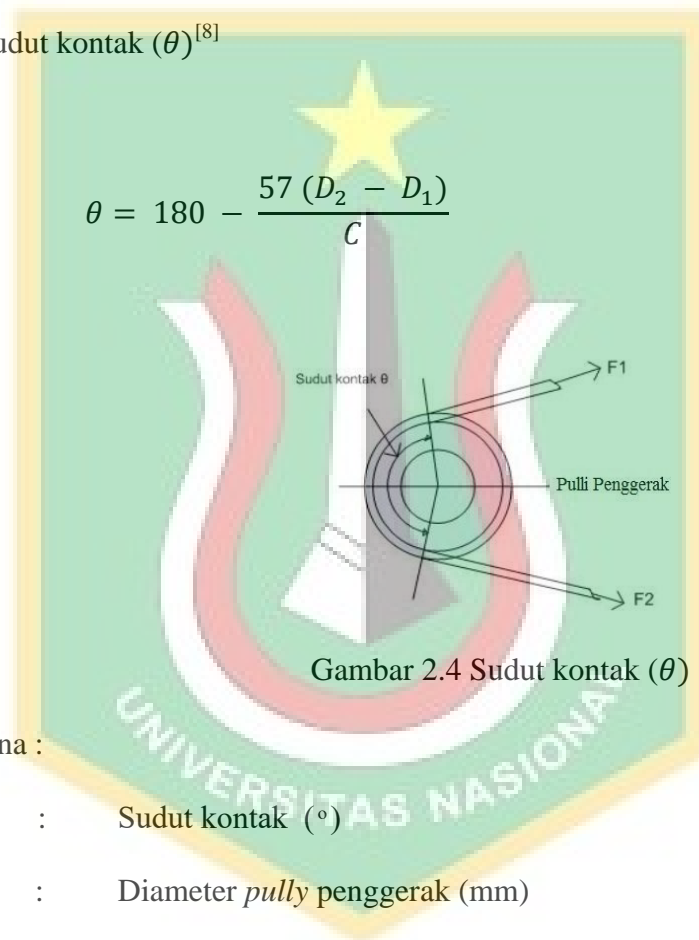 udut kontak (θ)[8]
θ = 180 − 57 (D₂ − D₁) / C
Sudut kontak θ
F1
Pulli Penggerak
F2
Gambar 2.4 Sudut kontak (θ)
na :
: Sudut kontak (°)
: Diameter pully penggerak (mm)
UNIVERSITAS NASIONAL